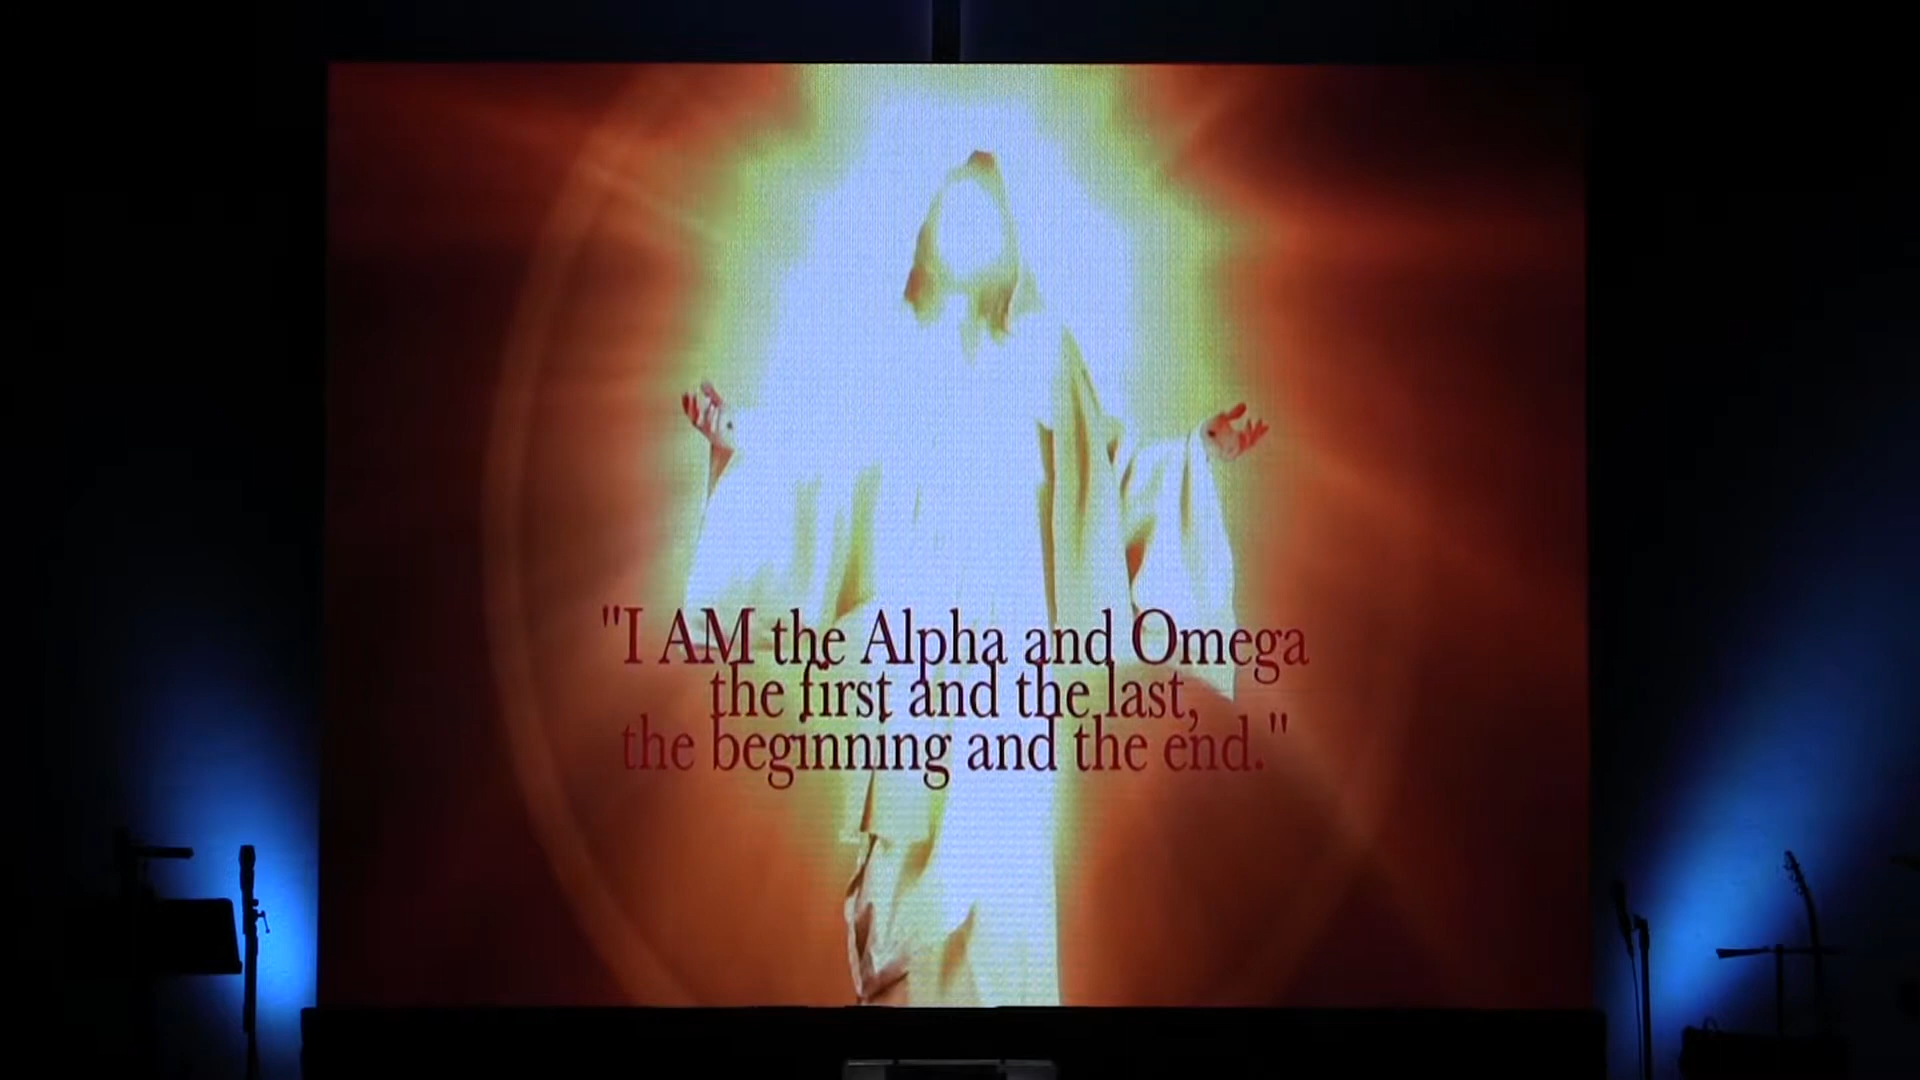 "I AM the Alpha and Omega
the first and the last,
the beginning and the end."